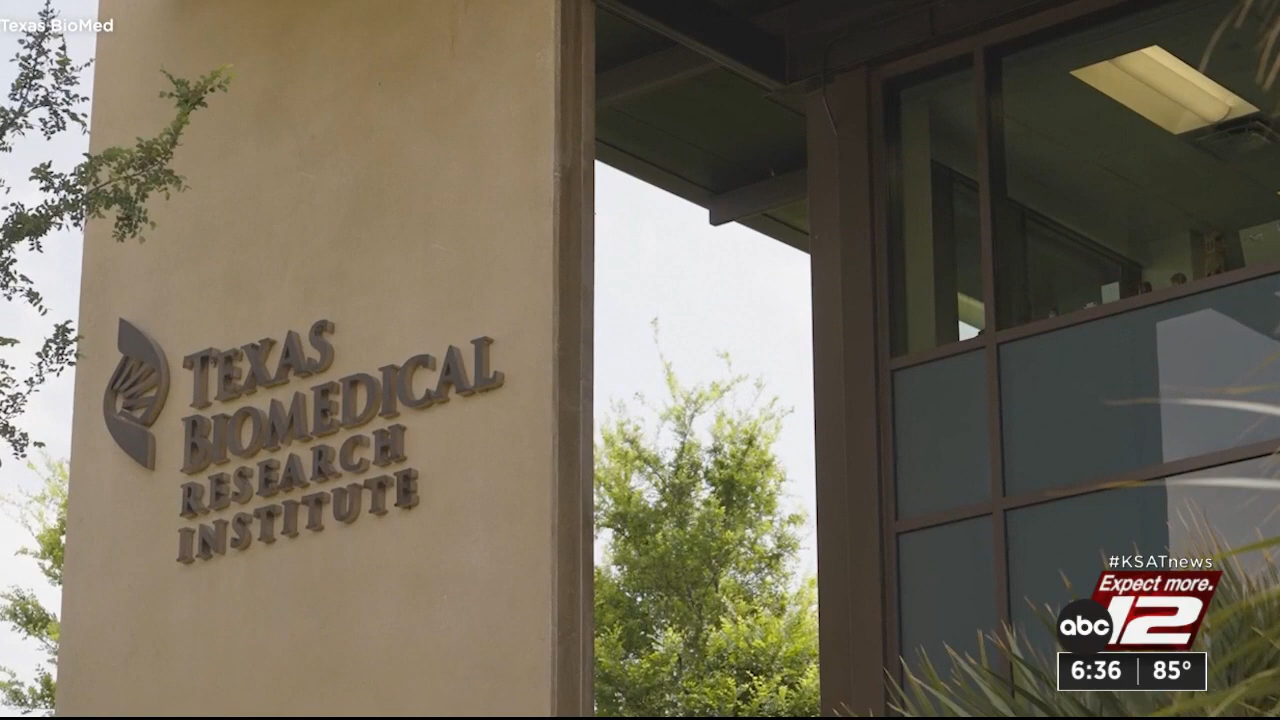 Texas BioMed
TEXAS
BIOMEDICAL
RESEARCH
INSTITUTE
#KSATnews
Expect more.
abc 12
6:36 85°